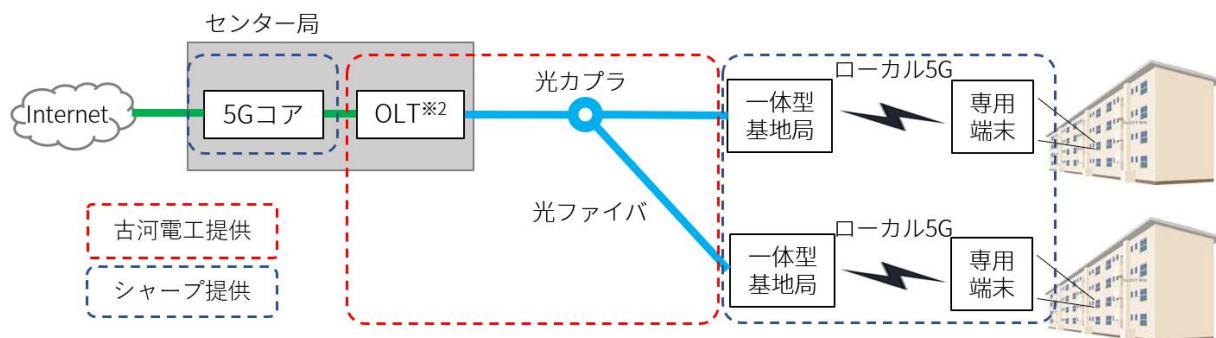 センター局
Internet
5Gコア
OLT※2
光カプラ
光ファイバ
一体型
基地局
ローカル5G
専用
端末
一体型
基地局
ローカル5G
専用
端末
古河電工提供
シャープ提供